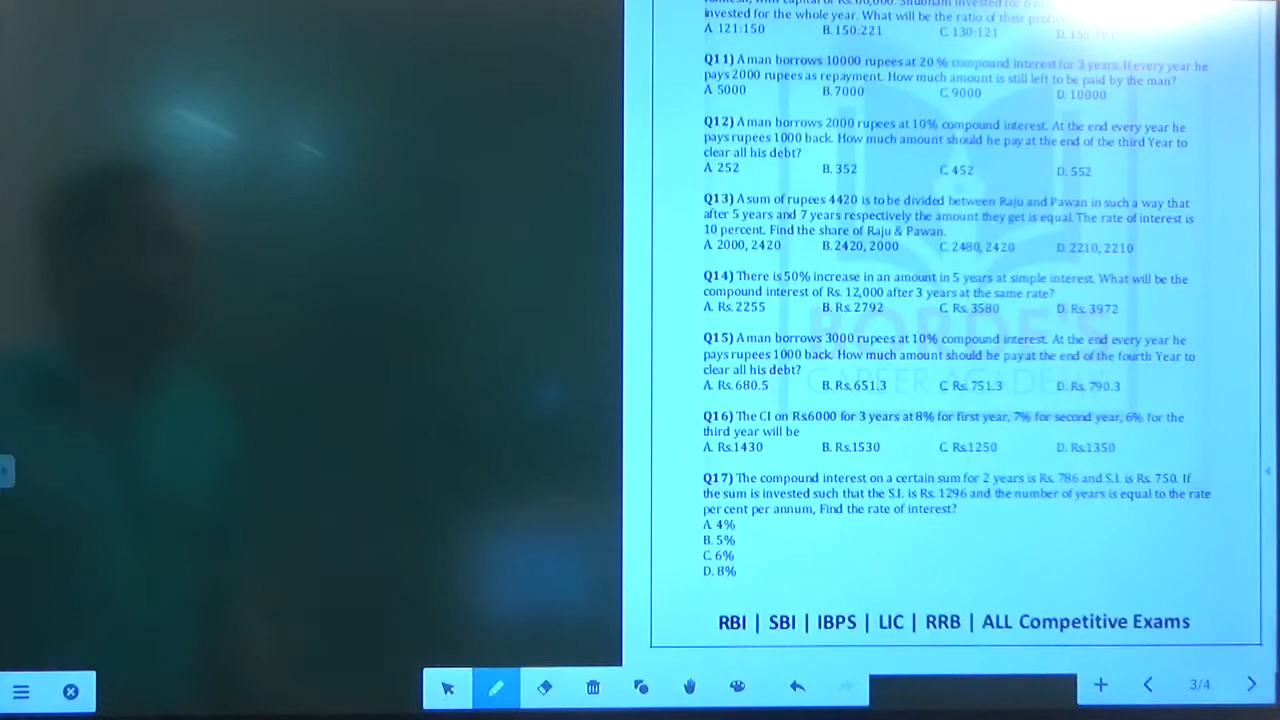 invested for the whole year. What will be the ratio of their
A 121:150 B. 150:221 C. 130:121
Q11) A man borrows 10000 rupees at 20 % compound interest for 3 years. If every year he
pays 2000 rupees as repayment. How much amount is still left to be paid by the man?
A 5000 B. 7000 C. 9000 D. 10000
Q12) A man borrows 2000 rupees at 10% compound interest. At the end every year he
pays rupees 1000 back. How much amount should he pay at the end of the third Year to
clear all his debt?
A 252 B. 352 C. 452 D. 552
Q13) A sum of rupees 4420 is to be divided between Raju and Pawan in such a way that
after 5 years and 7 years respectively the amount they get is equal. The rate of interest is
10 percent. Find the share of Raju & Pawan.
A. 2000, 2420 B. 2420, 2000 C. 2480, 2420 D. 2210, 2210
Q14) There is 50% increase in an amount in 5 years at simple interest. What will be the
compound interest of Rs. 12,000 after 3 years at the same rate?
A. Rs. 2255 B. Rs. 2792 C. Rs. 3580 D. Rs. 3972
Q15) A man borrows 3000 rupees at 10% compound interest. At the end every year he
pays rupees 1000 back. How much amount should he pay at the end of the fourth Year to
clear all his debt?
A. Rs. 680.5 B. Rs. 651.3 C. Rs. 751.3 D. Rs. 790.3
CAREER ACADEMY
Q16) The CI on Rs6000 for 3 years at 8% for first year, 7% for second year, 6% for the
third year will be
A. Rs.1430 B. Rs.1530 C. Rs.1250 D. Rs.1350
Q17) The compound interest on a certain sum for 2 years is Rs. 786 and S.I. is Rs. 750. If
the sum is invested such that the S.I. is Rs. 1296 and the number of years is equal to the rate
per cent per annum, Find the rate of interest?
A. 4%
B. 5%
C. 6%
D. 8%
RBI | SBI | IBPS | LIC | RRB | ALL Competitive Exams
3/4